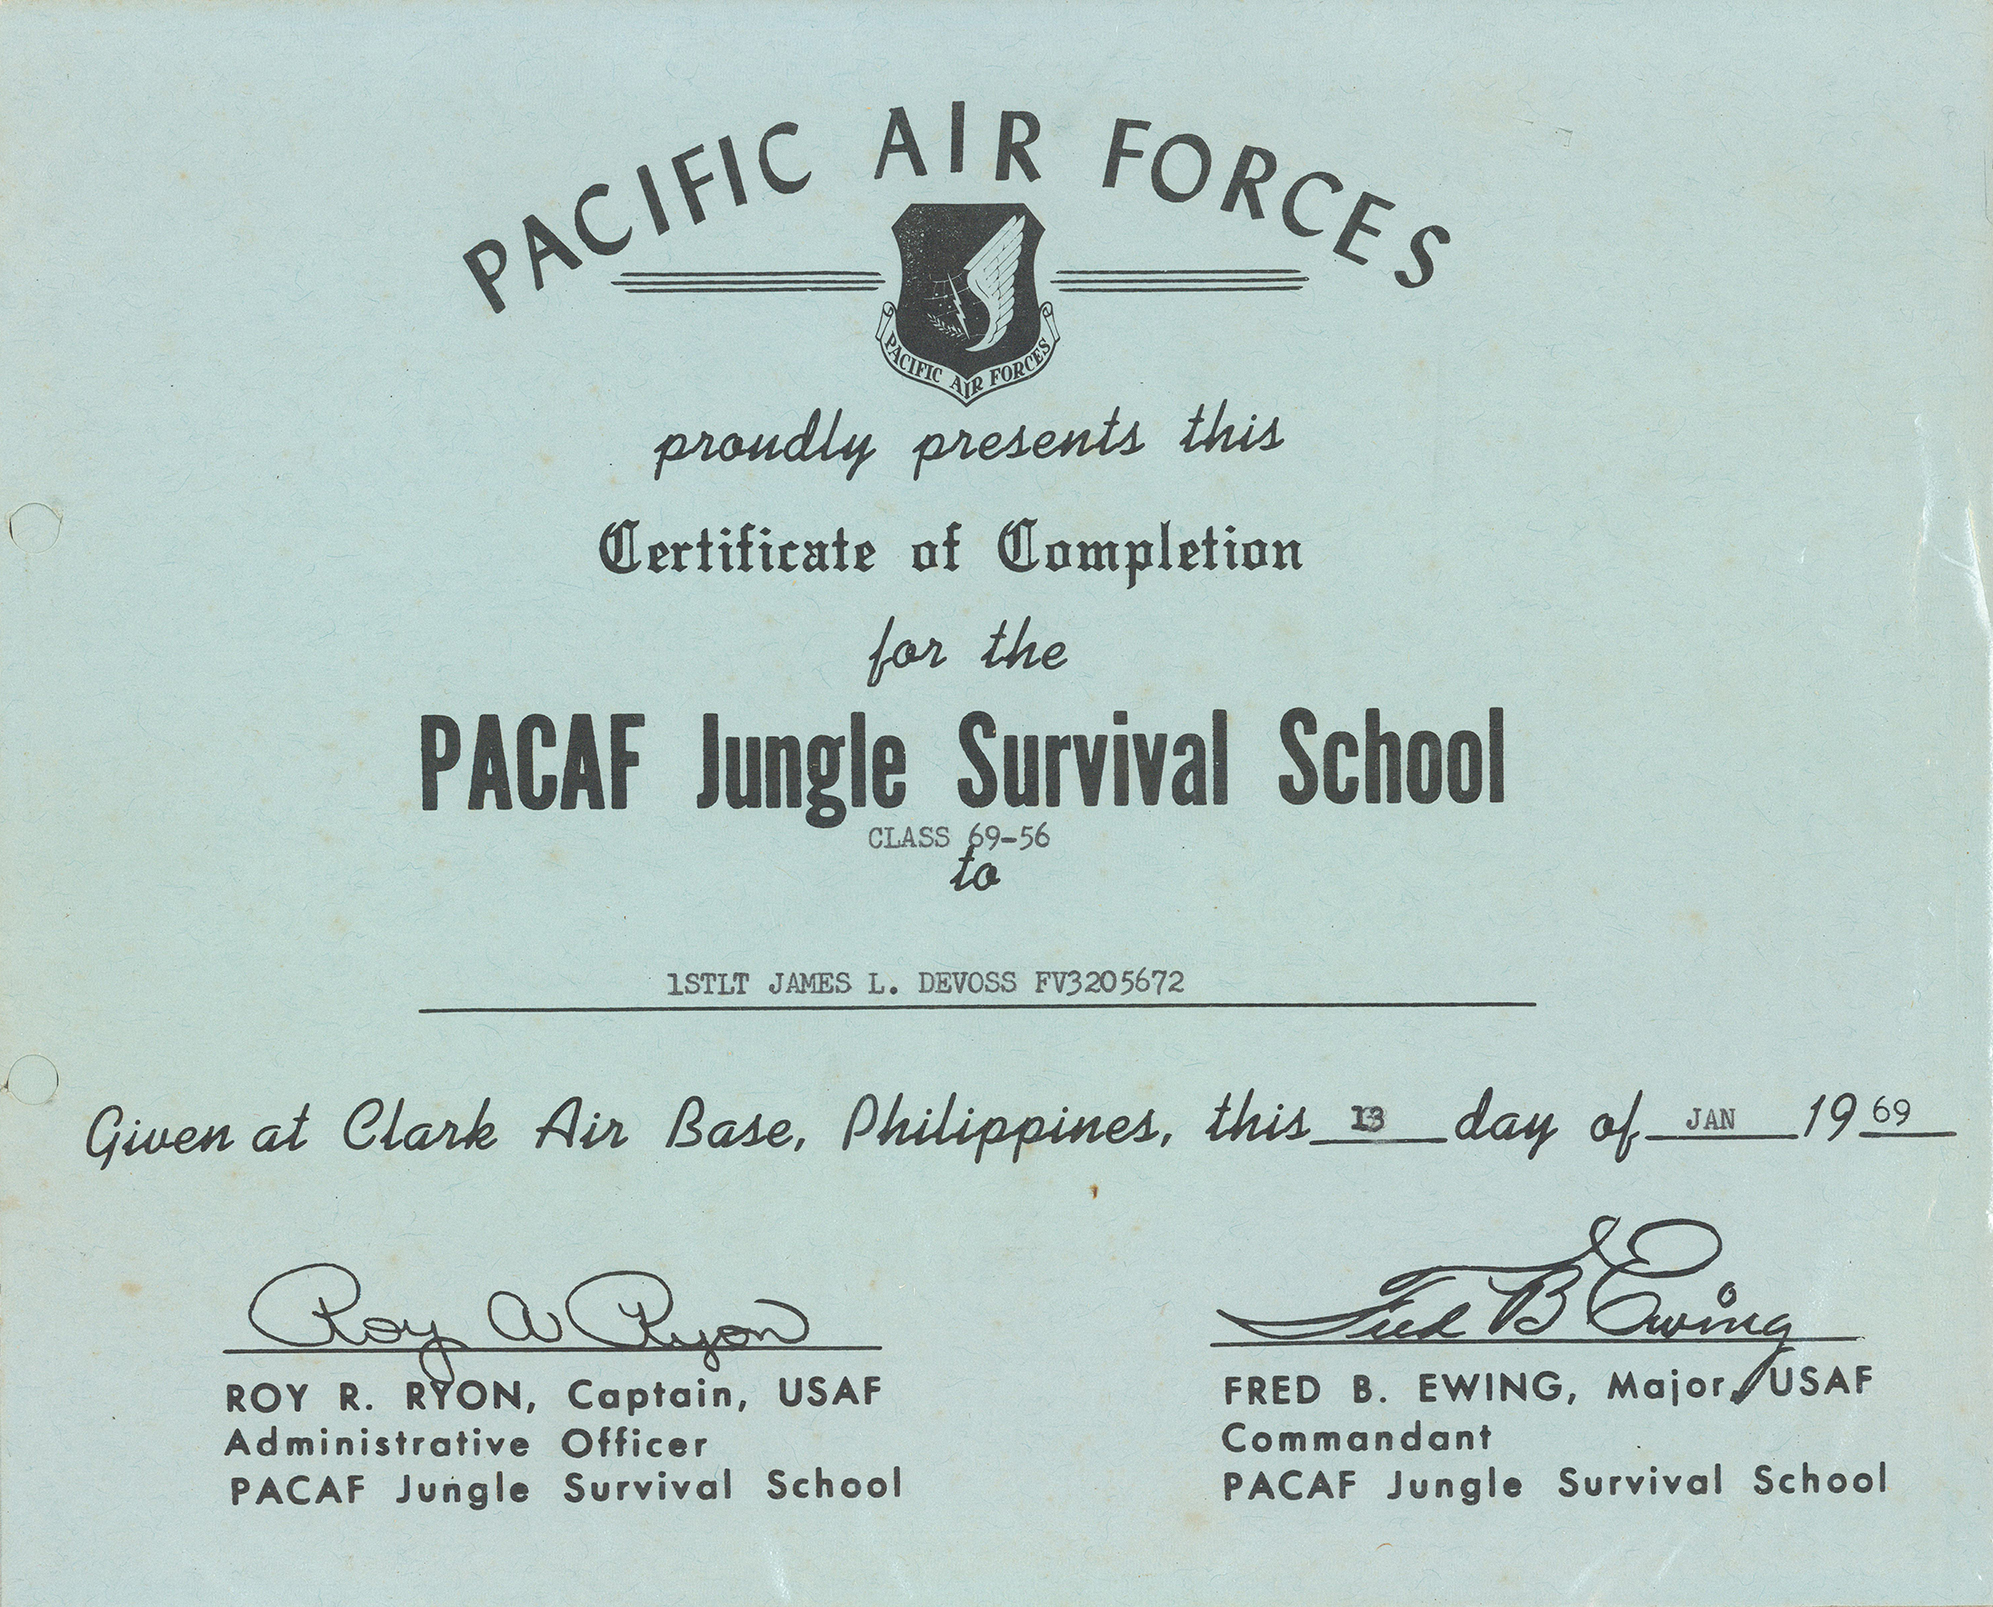 PACIFIC AIR FORCES
PACIFIC AIR FORCES
proudly presents this
Certificate of Completion
for the
PACAF Jungle Survival School
CLASS 69-56
to
1STLT JAMES L. DEVOSS FV3205672
Given at Clark Air Base, Philippines, this 13 day of JAN 1969
Roy A Ryon
Fred B Ewing
ROY R. RYON, Captain, USAF
Administrative Officer
PACAF Jungle Survival School
FRED B. EWING, Major, USAF
Commandant
PACAF Jungle Survival School